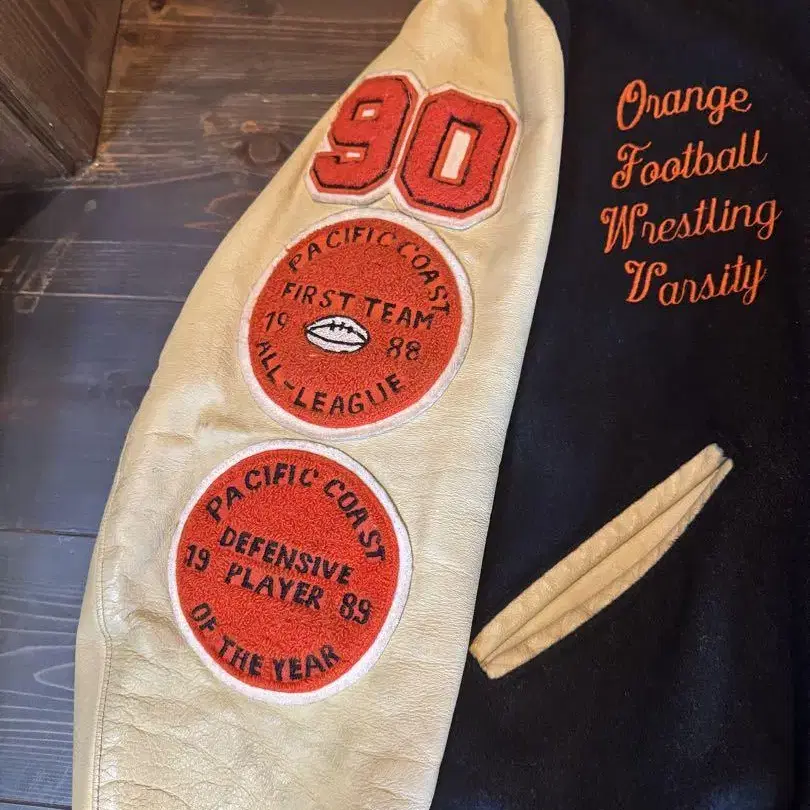 90
PACIFIC COAST
FIRST TEAM
19 88
ALL-LEAGUE
PACIFIC COAST
DEFENSIVE
19 PLAYER 89
OF THE YEAR
Orange
Football
Wrestling
Varsity